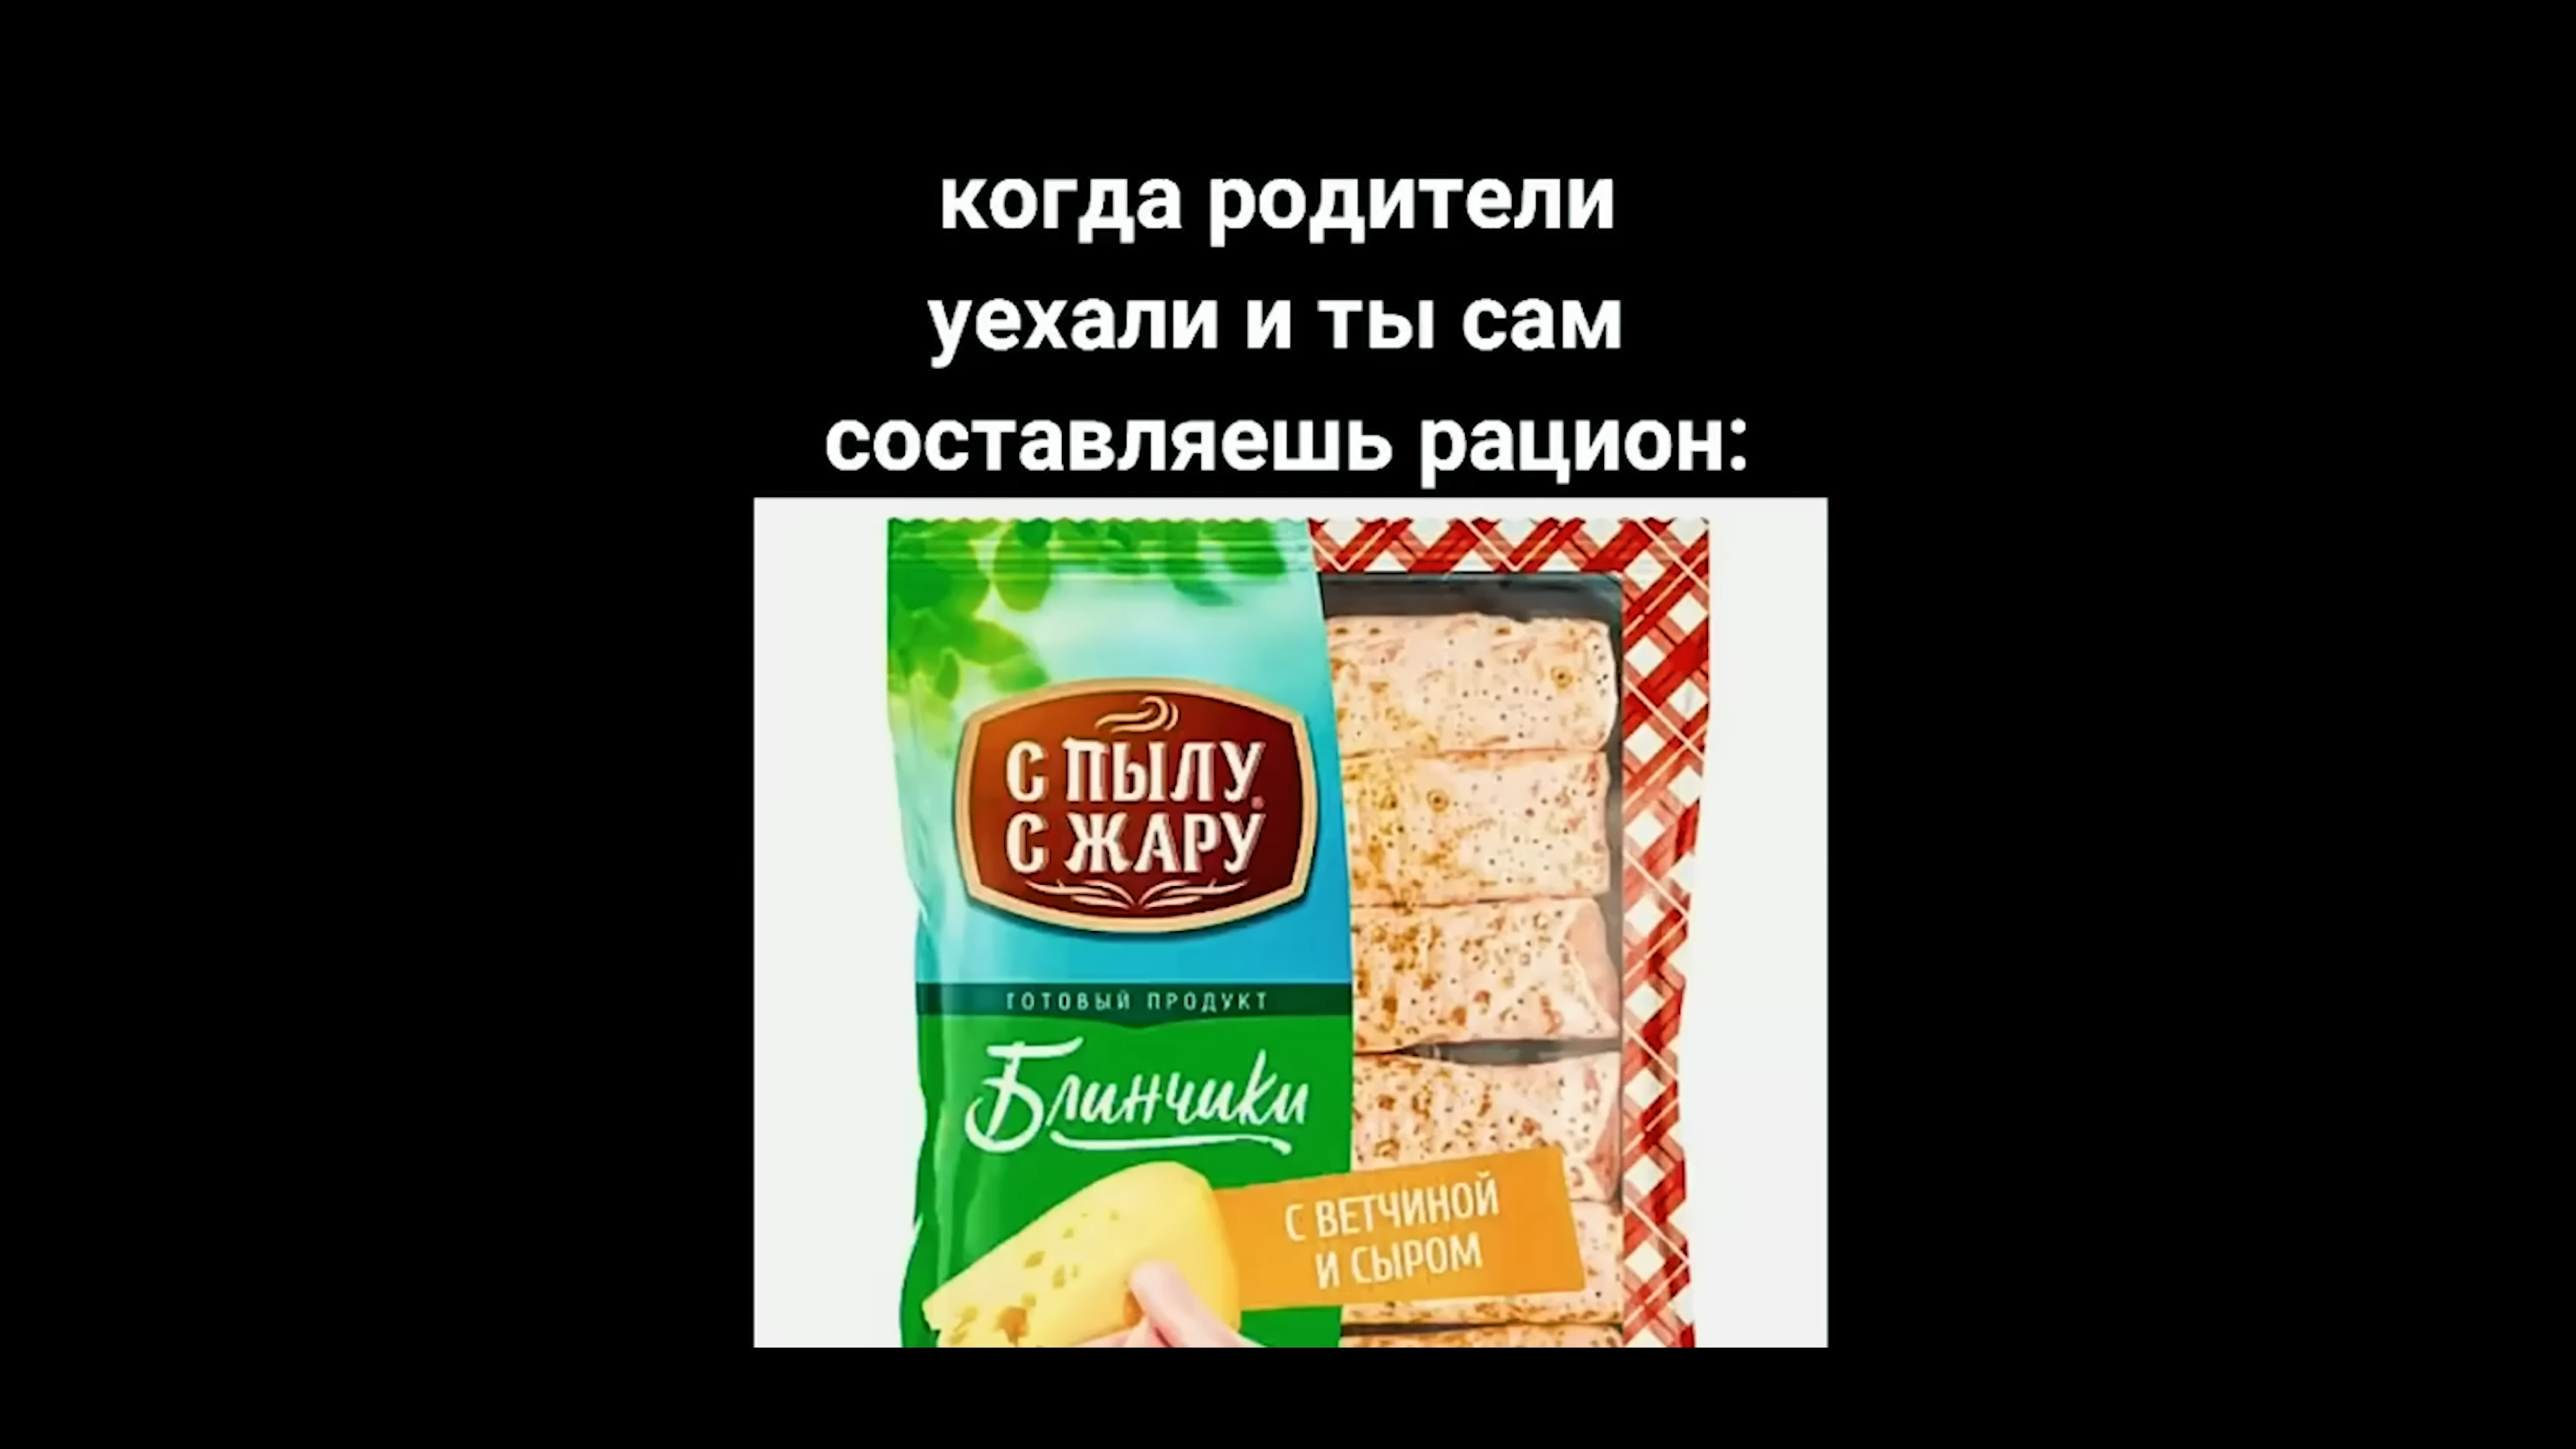 когда родители
уехали и ты сам
составляешь рацион:
С ПЫЛУ
С ЖАРУ
ГОТОВЫЙ ПРОДУКТ
Блинчики
С ВЕТЧИНОЙ
И СЫРОМ